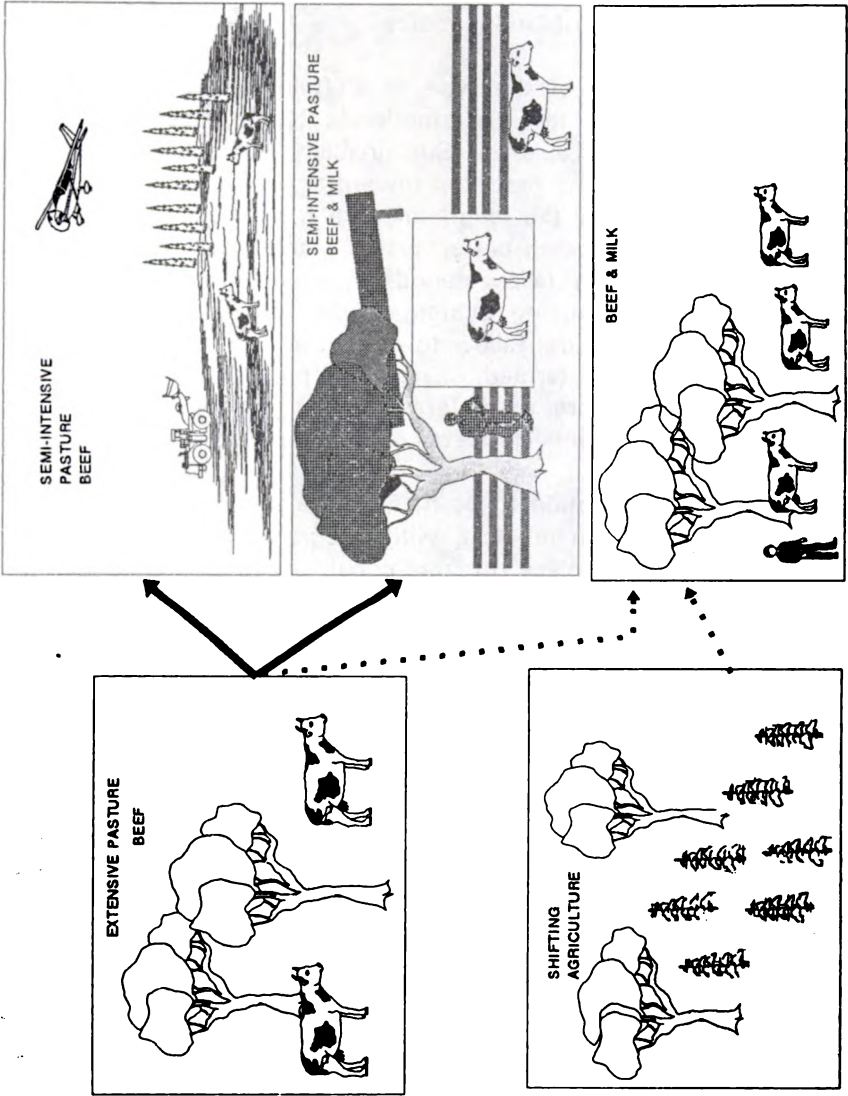 EXTENSIVE PASTURE
BEEF
SHIFTING
AGRICULTURE
SEMI-INTENSIVE
PASTURE
BEEF
SEMI-INTENSIVE PASTURE
BEEF & MILK
BEEF & MILK